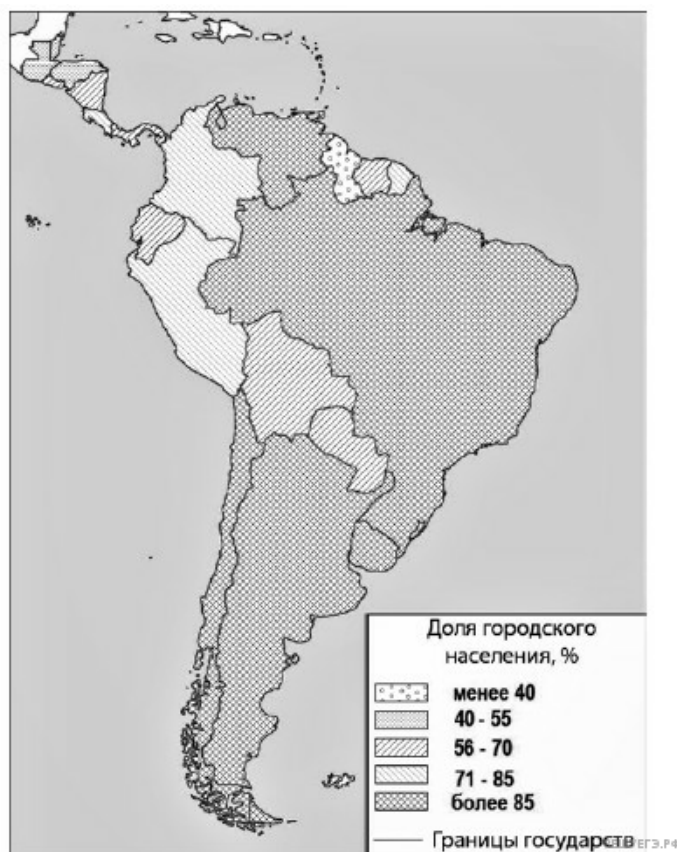 Доля городского
населения, %
менее 40
40 - 55
56 - 70
71 - 85
более 85
Границы государств